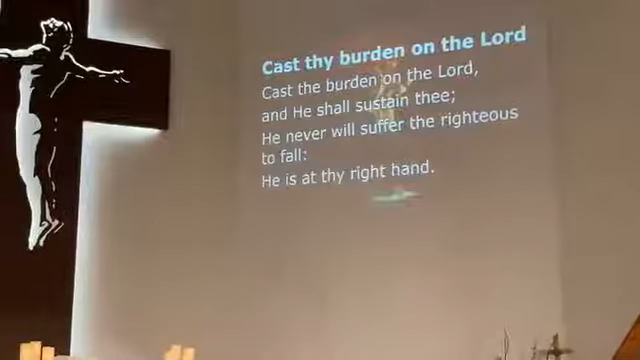 Cast thy burden on the Lord
Cast the burden on the Lord,
and He shall sustain thee;
He never will suffer the righteous
to fall:
He is at thy right hand.